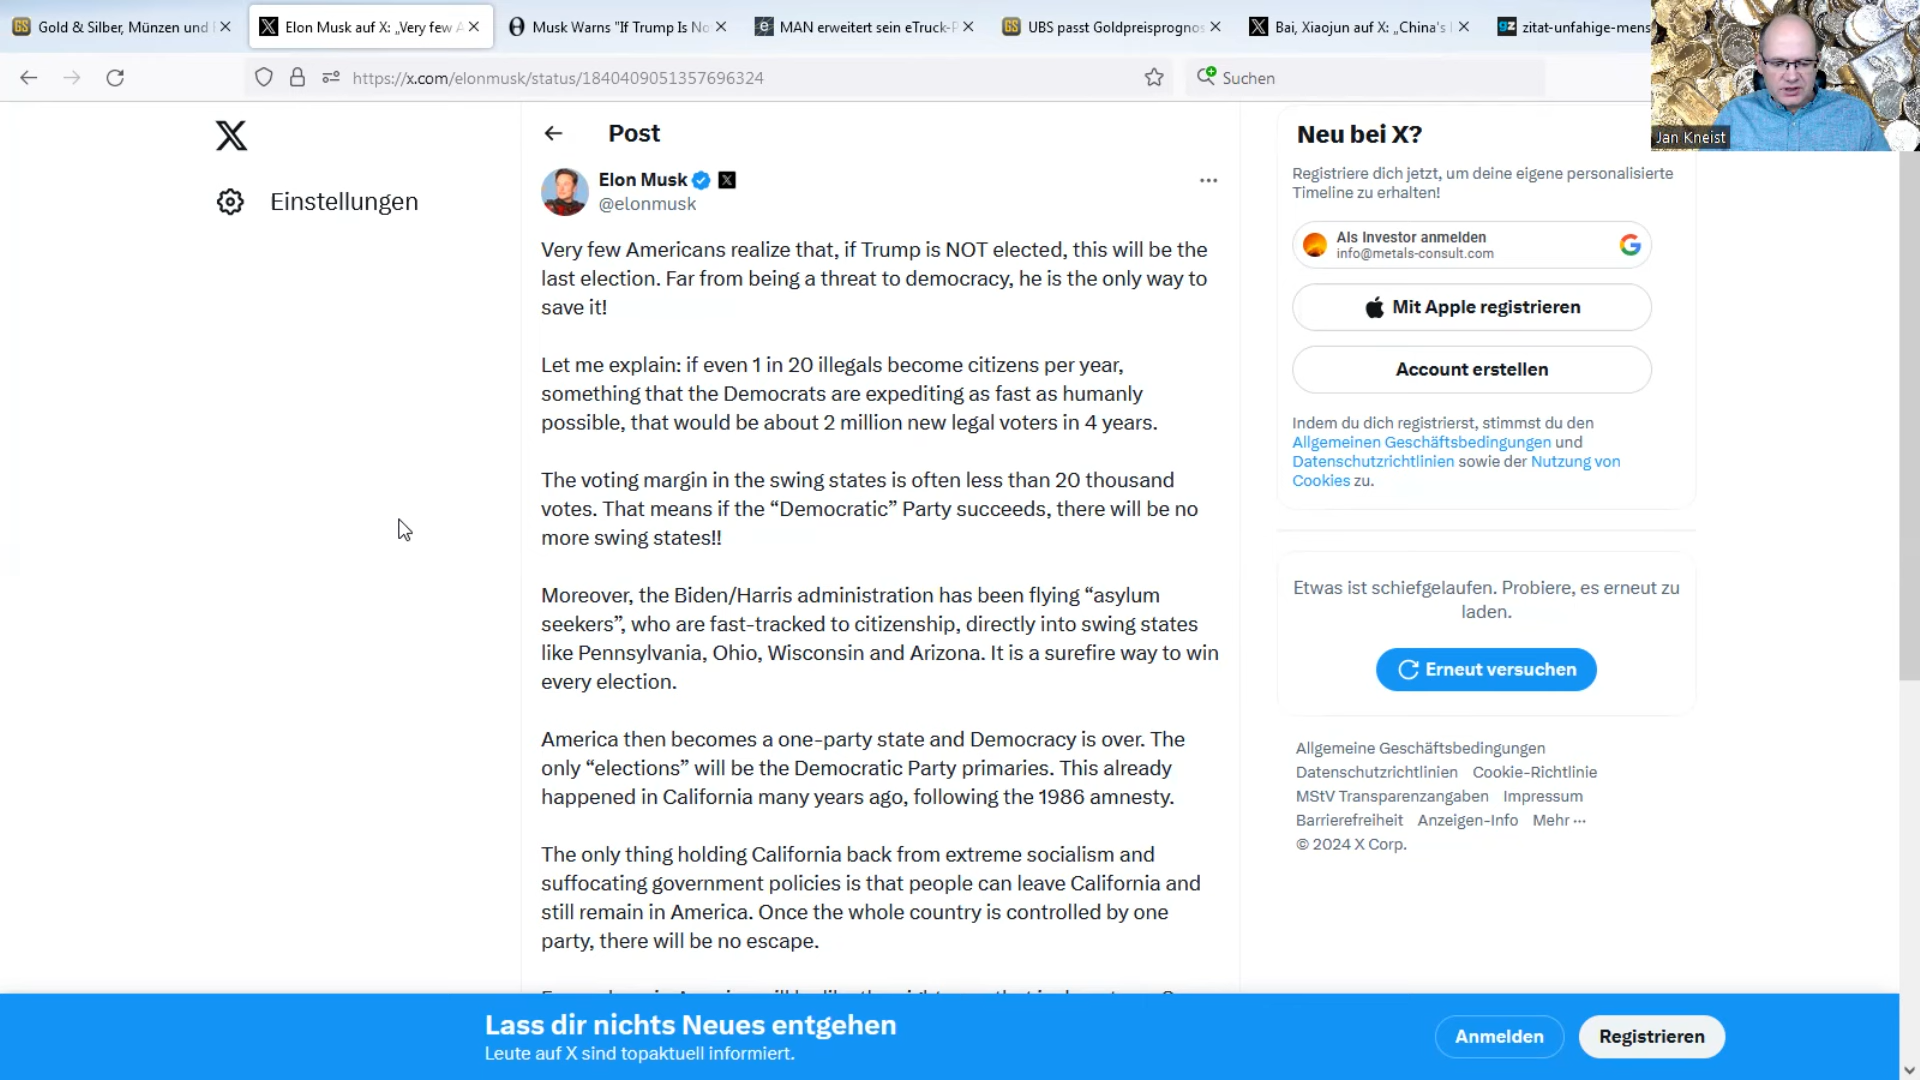 Gold & Silber, Münzen und
Elon Musk auf X: „Very few A
Musk Warns "If Trump Is No
MAN erweitert sein eTruck-P
UBS passt Goldpreisprognos
Bai, Xiaojun auf X: „China's
zitat-unfahige-mens
https://x.com/elonmusk/status/1840409051357696324
Suchen
Jan Kneist
Einstellungen
Post
Elon Musk
@elonmusk
Very few Americans realize that, if Trump is NOT elected, this will be the
last election. Far from being a threat to democracy, he is the only way to
save it!
Let me explain: if even 1 in 20 illegals become citizens per year,
something that the Democrats are expediting as fast as humanly
possible, that would be about 2 million new legal voters in 4 years.
The voting margin in the swing states is often less than 20 thousand
votes. That means if the “Democratic” Party succeeds, there will be no
more swing states!!
Moreover, the Biden/Harris administration has been flying “asylum
seekers”, who are fast-tracked to citizenship, directly into swing states
like Pennsylvania, Ohio, Wisconsin and Arizona. It is a surefire way to win
every election.
America then becomes a one-party state and Democracy is over. The
only “elections” will be the Democratic Party primaries. This already
happened in California many years ago, following the 1986 amnesty.
The only thing holding California back from extreme socialism and
suffocating government policies is that people can leave California and
still remain in America. Once the whole country is controlled by one
party, there will be no escape.
Neu bei X?
Registriere dich jetzt, um deine eigene personalisierte
Timeline zu erhalten!
Als Investor anmelden
info@metals-consult.com
Mit Apple registrieren
Account erstellen
Indem du dich registrierst, stimmst du den
Allgemeinen Geschäftsbedingungen und
Datenschutzrichtlinien sowie der Nutzung von
Cookies zu.
Etwas ist schiefgelaufen. Probiere, es erneut zu
laden.
Erneut versuchen
Allgemeine Geschäftsbedingungen
Datenschutzrichtlinien Cookie-Richtlinie
MStV Transparenzangaben Impressum
Barrierefreiheit Anzeigen-Info Mehr ···
© 2024 X Corp.
Lass dir nichts Neues entgehen
Leute auf X sind topaktuell informiert.
Anmelden
Registrieren